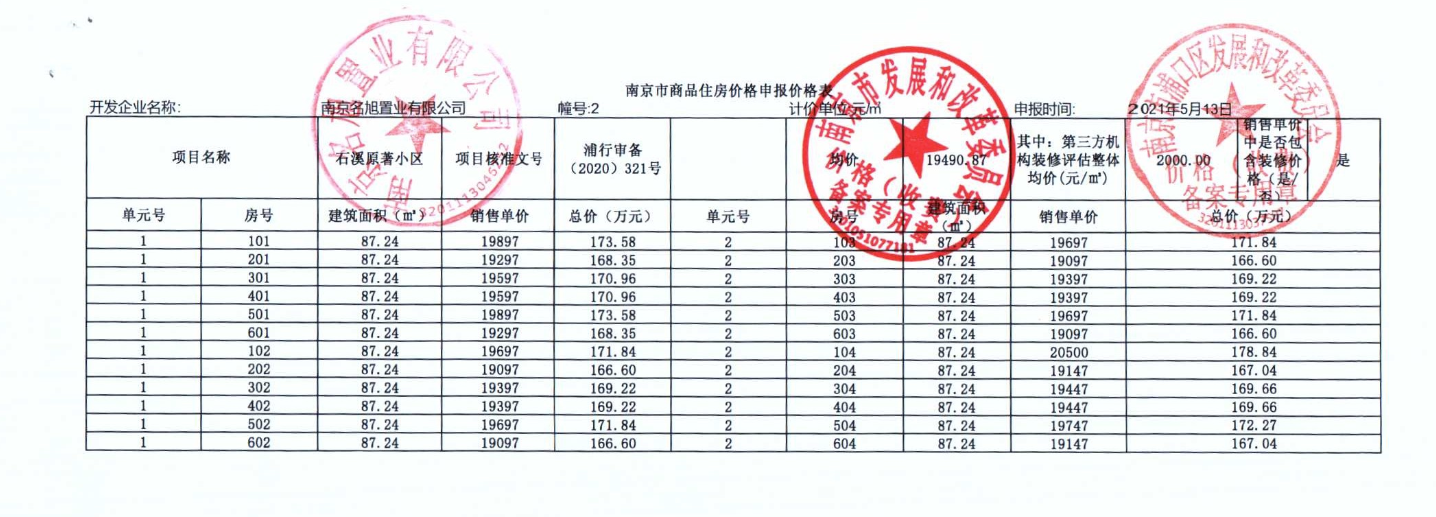 南京市商品住房价格申报价格表
开发企业名称: 南京名旭置业有限公司 幢号:2 计价单位:元/㎡ 申报时间: 2021年5月13日
项目名称 石溪原著小区 项目核准文号 浦行审备（2020）321号 均价 19490.87 其中：第三方机构装修评估整体均价(元/㎡) 2000.00 销售单价中是否包含装修价格（是/否） 是
单元号 房号 建筑面积（㎡） 销售单价 总价（万元） 单元号 房号 建筑面积（㎡） 销售单价 总价（万元）
1 101 87.24 19897 173.58 2 103 87.24 19697 171.84
1 201 87.24 19297 168.35 2 203 87.24 19097 166.60
1 301 87.24 19597 170.96 2 303 87.24 19397 169.22
1 401 87.24 19597 170.96 2 403 87.24 19397 169.22
1 501 87.24 19897 173.58 2 503 87.24 19697 171.84
1 601 87.24 19297 168.35 2 603 87.24 19097 166.60
1 102 87.24 19697 171.84 2 104 87.24 20500 178.84
1 202 87.24 19097 166.60 2 204 87.24 19147 167.04
1 302 87.24 19397 169.22 2 304 87.24 19447 169.66
1 402 87.24 19397 169.22 2 404 87.24 19447 169.66
1 502 87.24 19697 171.84 2 504 87.24 19747 172.27
1 602 87.24 19097 166.60 2 604 87.24 19147 167.04
南京名旭置业有限公司
南京市发展和改革委员会
价格（收费）
备案专用章
3201051077181
南京市浦口区发展和改革委员会
价格（收费）
备案专用章